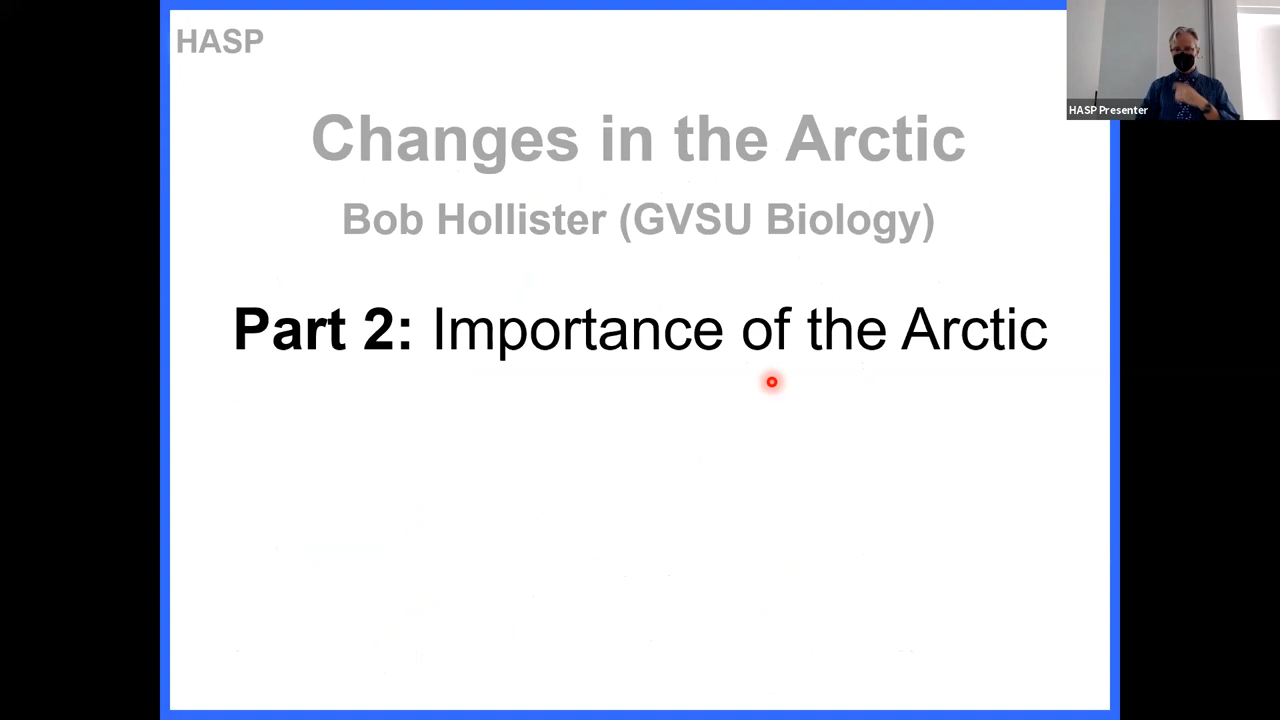 HASP
HASP Presenter
Changes in the Arctic
Bob Hollister (GVSU Biology)
Part 2: Importance of the Arctic